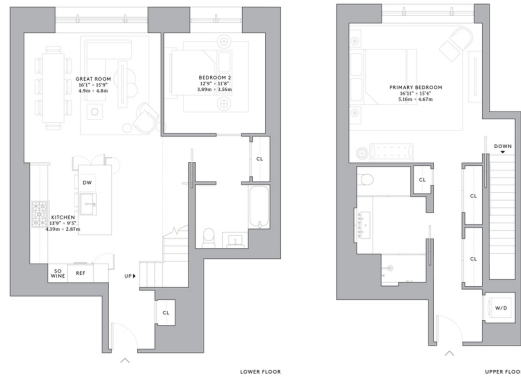 GREAT ROOM
16'1" - 15'9"
4.9m - 4.8m
BEDROOM 2
12'9" - 11'8"
3.89m - 3.56m
CL
DW
KITCHEN
13'9" - 9'5"
4.19m - 2.87m
SO
WINE
REF
UP
CL
LOWER FLOOR
PRIMARY BEDROOM
16'11" - 15'4"
5.16m - 4.67m
DOWN
CL
CL
CL
W/D
UPPER FLOO